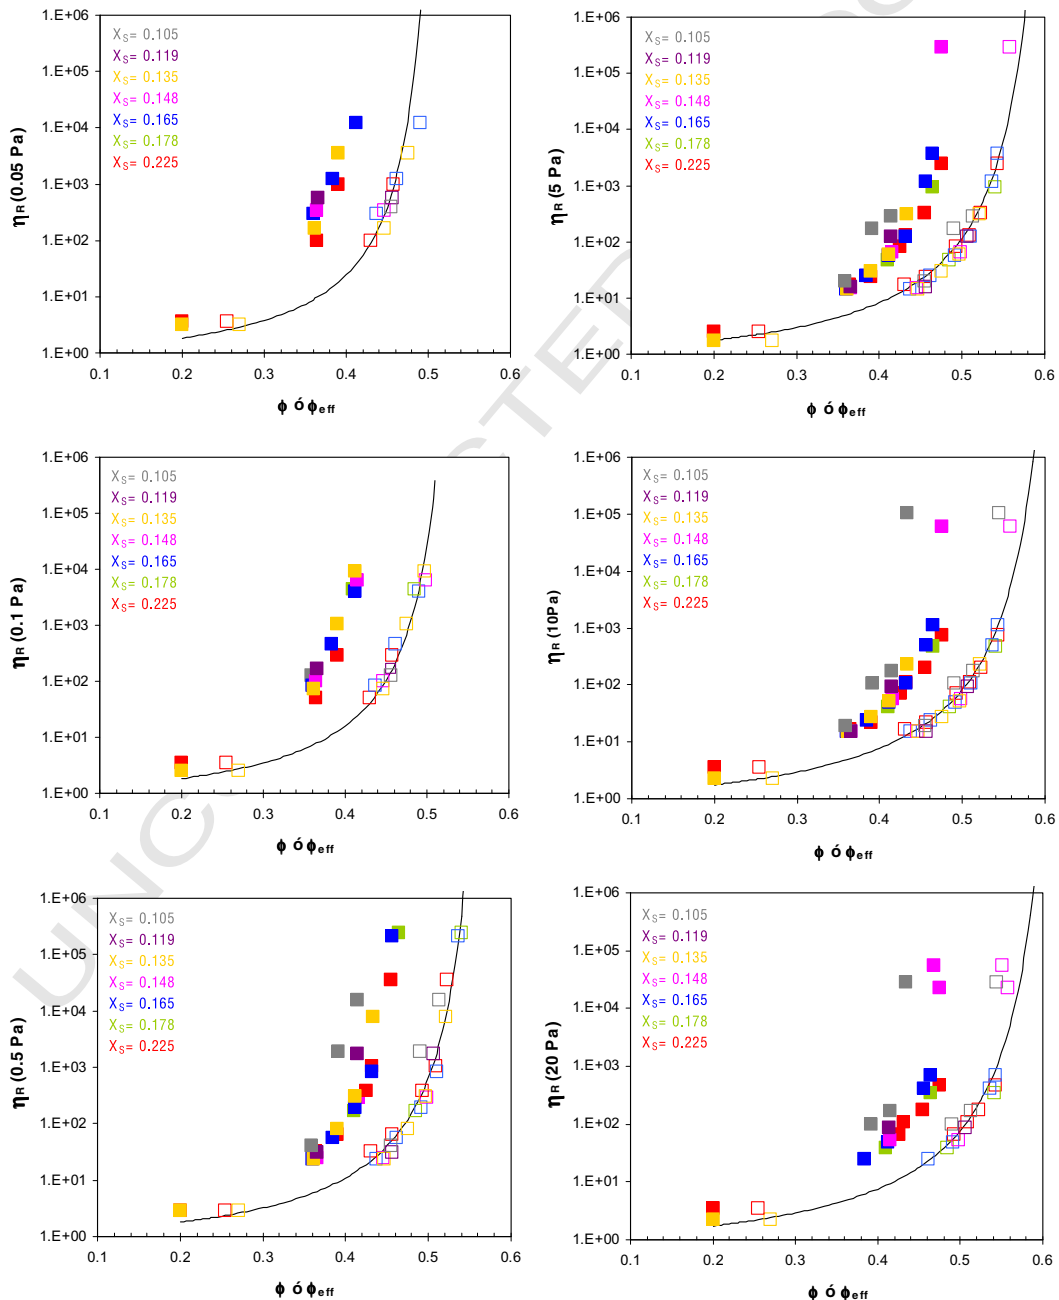 1.E+06
1.E+05
1.E+04
1.E+03
1.E+02
1.E+01
1.E+00
0.1 0.2 0.3 0.4 0.5 0.6
ηR (0.05 Pa)
ϕ ó ϕeff
XS= 0.105
XS= 0.119
XS= 0.135
XS= 0.148
XS= 0.165
XS= 0.178
XS= 0.225
1.E+06
1.E+05
1.E+04
1.E+03
1.E+02
1.E+01
1.E+00
0.1 0.2 0.3 0.4 0.5 0.6
ηR (5 Pa)
ϕ ó ϕeff
XS= 0.105
XS= 0.119
XS= 0.135
XS= 0.148
XS= 0.165
XS= 0.178
XS= 0.225
1.E+06
1.E+05
1.E+04
1.E+03
1.E+02
1.E+01
1.E+00
0.1 0.2 0.3 0.4 0.5 0.6
ηR (0.1 Pa)
ϕ ó ϕeff
XS= 0.105
XS= 0.119
XS= 0.135
XS= 0.148
XS= 0.165
XS= 0.178
XS= 0.225
1.E+06
1.E+05
1.E+04
1.E+03
1.E+02
1.E+01
1.E+00
0.1 0.2 0.3 0.4 0.5 0.6
ηR (10Pa)
ϕ ó ϕeff
XS= 0.105
XS= 0.119
XS= 0.135
XS= 0.148
XS= 0.165
XS= 0.178
XS= 0.225
1.E+06
1.E+05
1.E+04
1.E+03
1.E+02
1.E+01
1.E+00
0.1 0.2 0.3 0.4 0.5 0.6
ηR (0.5 Pa)
ϕ ó ϕeff
XS= 0.105
XS= 0.119
XS= 0.135
XS= 0.148
XS= 0.165
XS= 0.178
XS= 0.225
1.E+06
1.E+05
1.E+04
1.E+03
1.E+02
1.E+01
1.E+00
0.1 0.2 0.3 0.4 0.5 0.6
ηR (20 Pa)
ϕ ó ϕeff
XS= 0.105
XS= 0.119
XS= 0.135
XS= 0.148
XS= 0.165
XS= 0.178
XS= 0.225